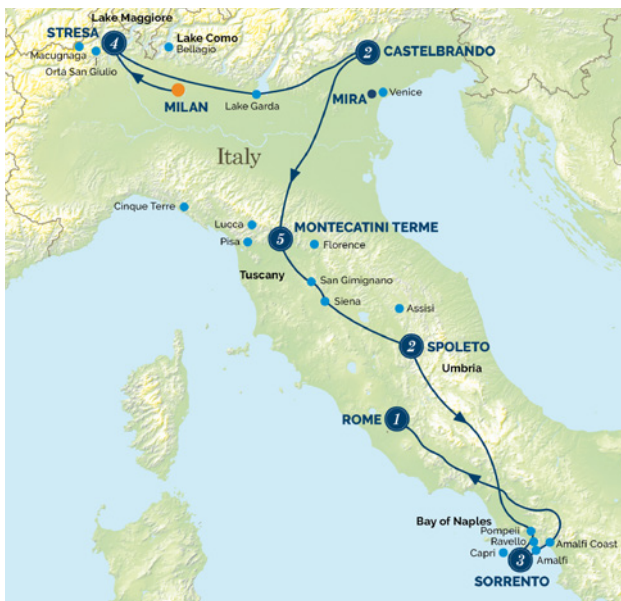 Lake Maggiore
STRESA
4
Lake Como
Bellagio
Macugnaga
Orta San Giulio
MILAN
Lake Garda
2
CASTELBRANDO
MIRA
Venice
Italy
Cinque Terre
Lucca
Pisa
5
MONTECATINI TERME
Florence
Tuscany
San Gimignano
Siena
Assisi
2
SPOLETO
Umbria
ROME
1
Bay of Naples
Pompeii
Ravello
Amalfi Coast
Capri
Amalfi
3
SORRENTO